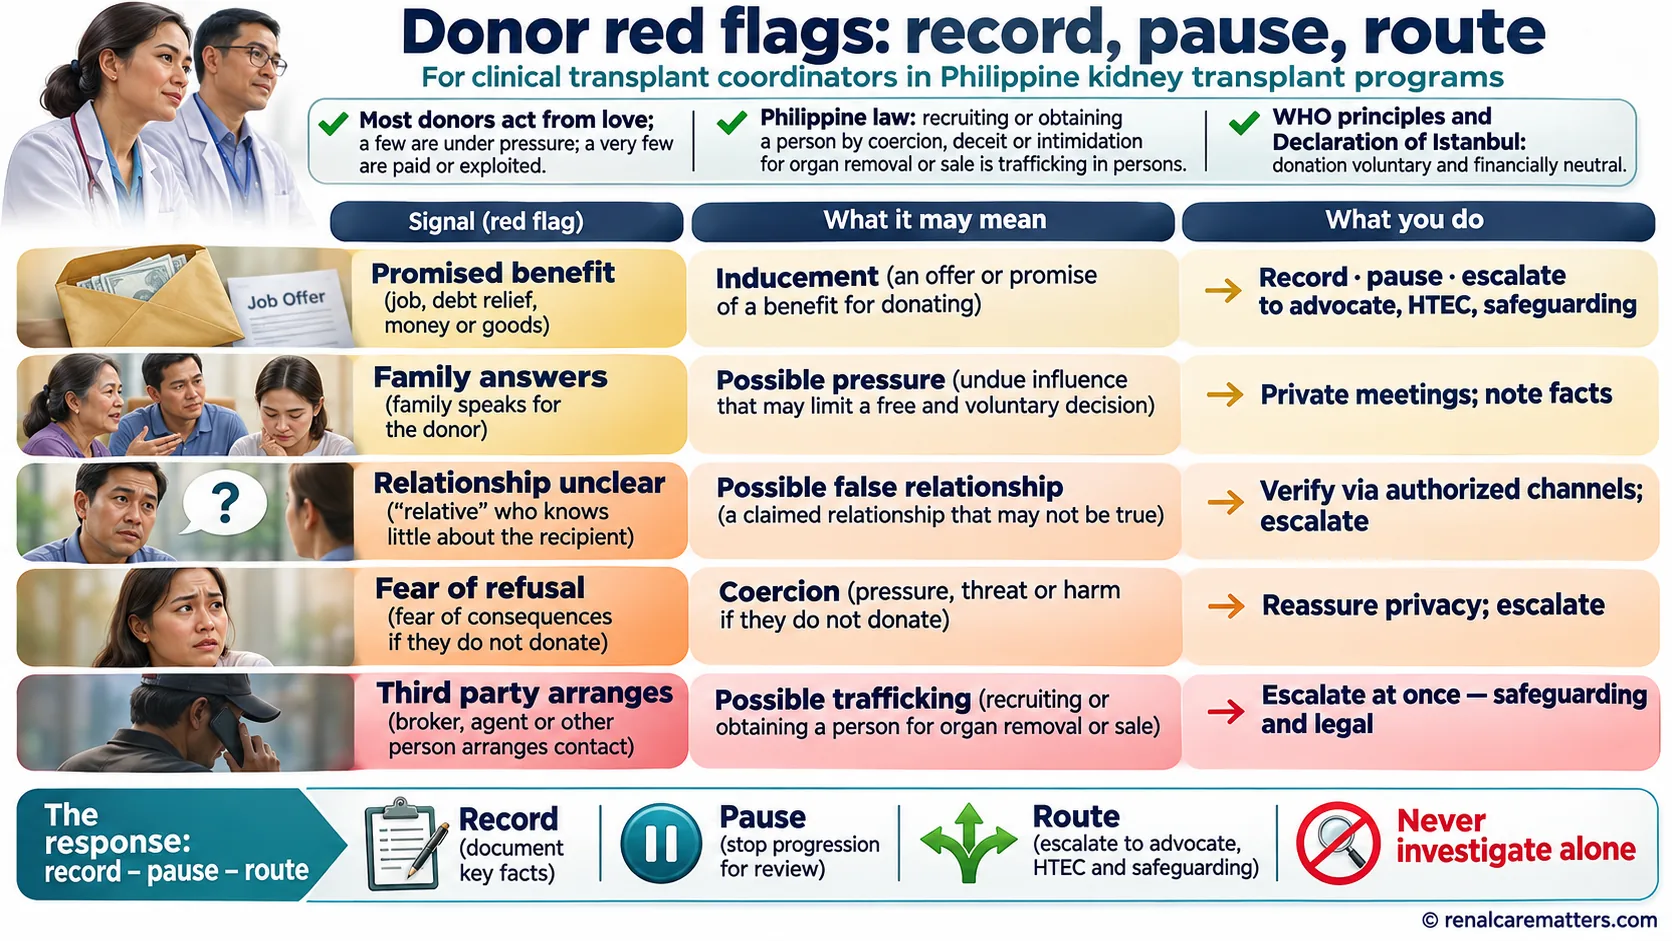 Donor red flags: record, pause, route
For clinical transplant coordinators in Philippine kidney transplant programs
Most donors act from love;
a few are under pressure; a very few
are paid or exploited.
Philippine law: recruiting or obtaining
a person by coercion, deceit or intimidation
for organ removal or sale is trafficking in persons.
WHO principles and
Declaration of Istanbul:
donation voluntary and financially neutral.
Signal (red flag)
What it may mean
What you do
Job Offer
Promised benefit
(job, debt relief,
money or goods)
Inducement (an offer or promise
of a benefit for donating)
Record · pause · escalate
to advocate, HTEC, safeguarding
Family answers
(family speaks for
the donor)
Possible pressure (undue influence
that may limit a free and voluntary decision)
Private meetings; note facts
?
Relationship unclear
(“relative” who knows
little about the recipient)
Possible false relationship
(a claimed relationship that may not be true)
Verify via authorized channels;
escalate
Fear of refusal
(fear of consequences
if they do not donate)
Coercion (pressure, threat or harm
if they do not donate)
Reassure privacy; escalate
Third party arranges
(broker, agent or other
person arranges contact)
Possible trafficking (recruiting or
obtaining a person for organ removal or sale)
Escalate at once — safeguarding
and legal
The
response:
record – pause – route
Record
(document
key facts)
Pause
(stop progression
for review)
Route
(escalate to advocate,
HTEC and safeguarding)
Never
investigate alone
© renalcarematters.com